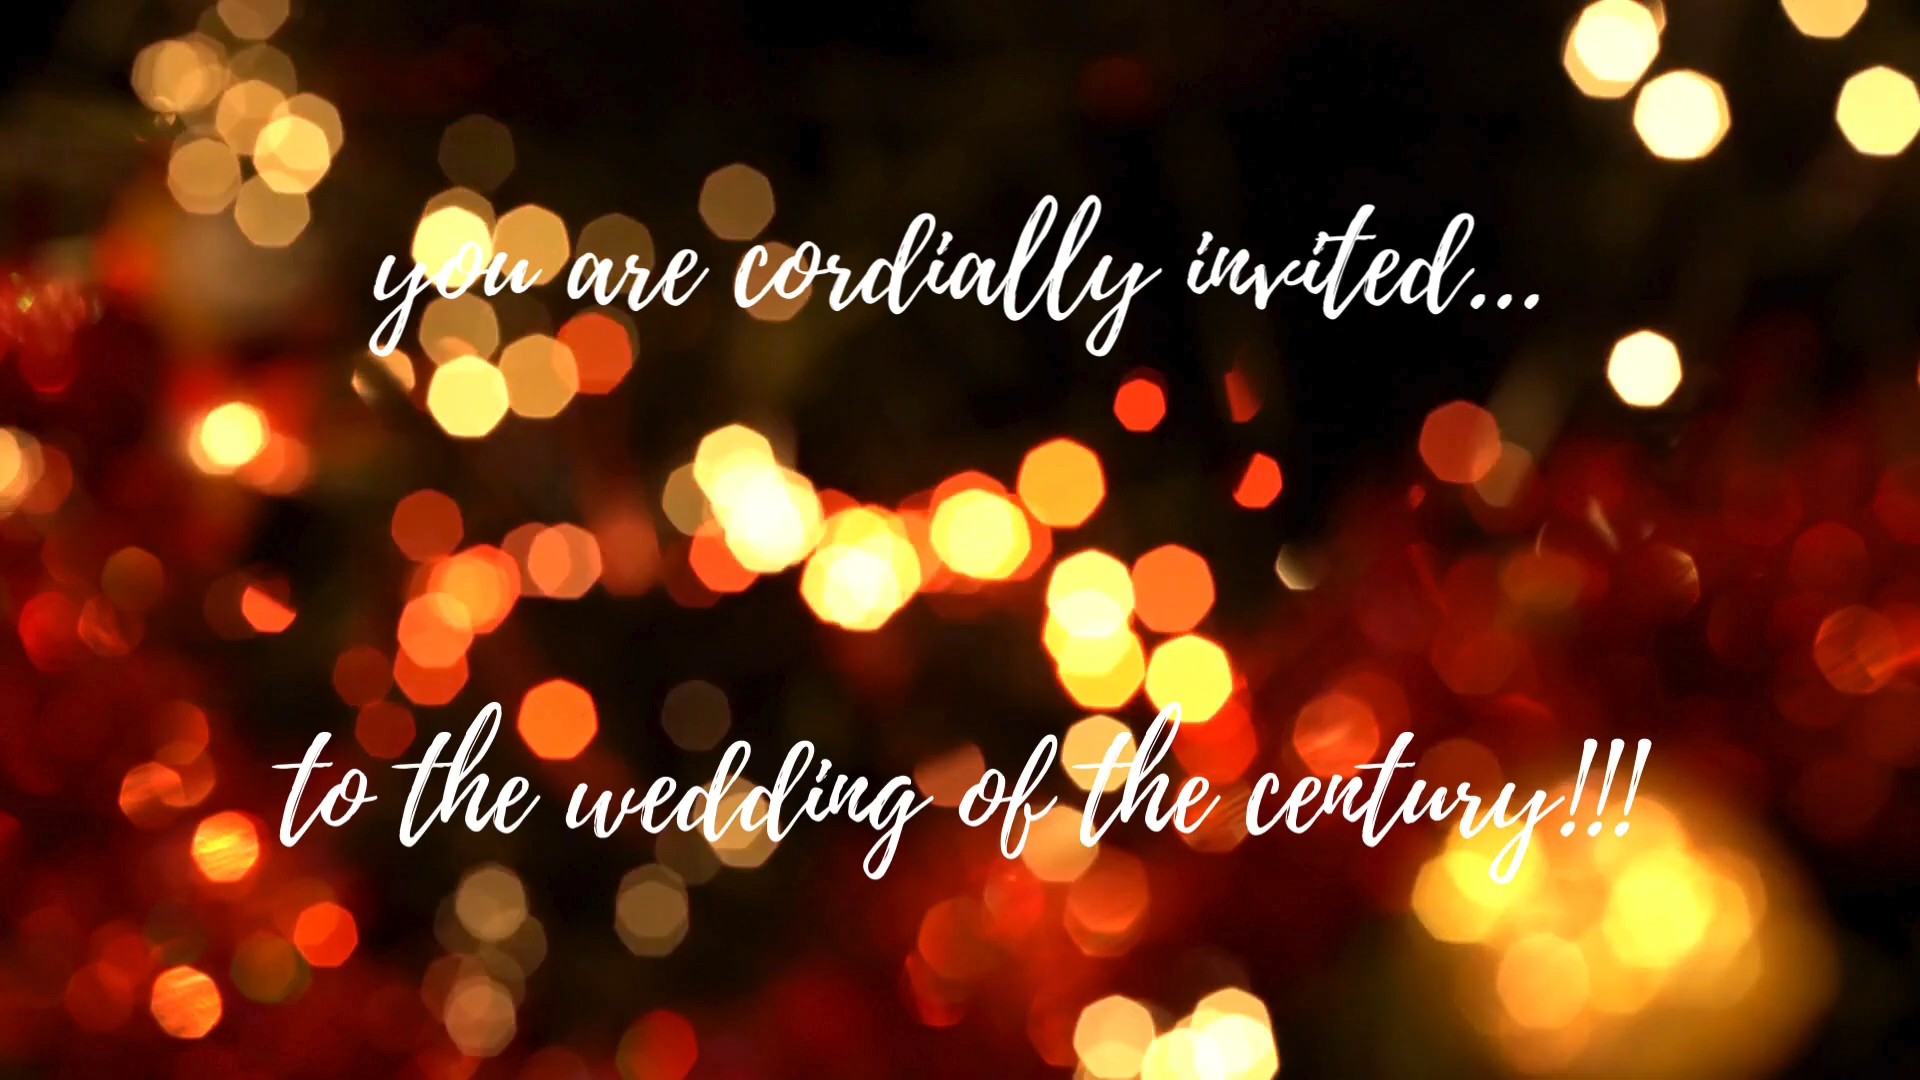 you are cordially invited...
to the wedding of the century!!!